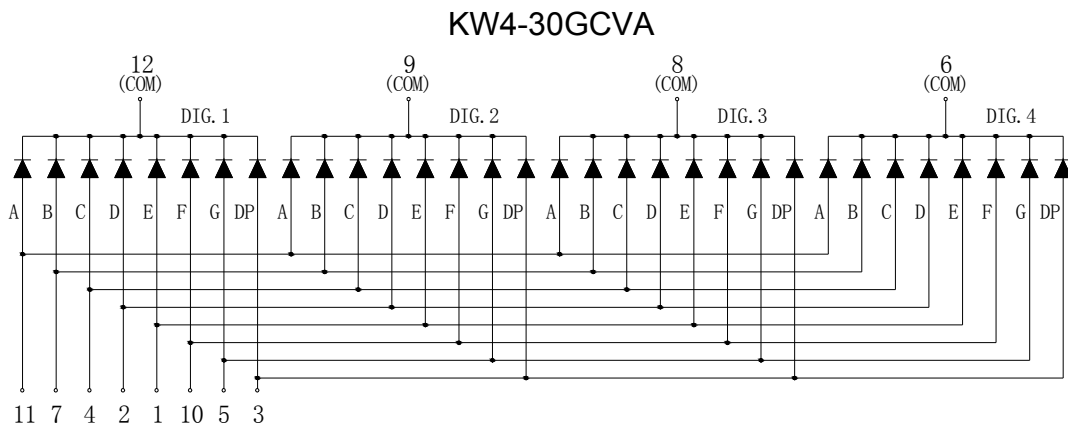 KW4-30GCVA
12 9 8 6
(COM) (COM) (COM) (COM)
DIG.1 DIG.2 DIG.3 DIG.4
A B C D E F G DP A B C D E F G DP A B C D E F G DP A B C D E F G DP
11 7 4 2 1 10 5 3